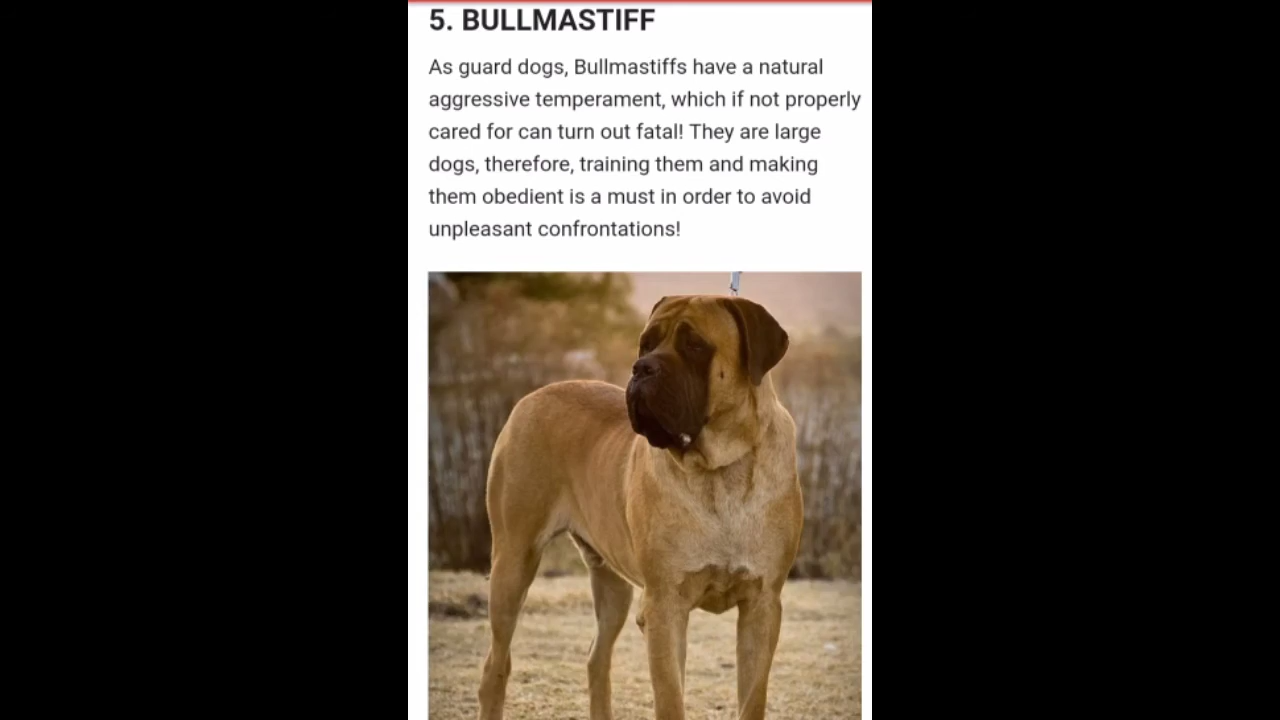 5. BULLMASTIFF
As guard dogs, Bullmastiffs have a natural
aggressive temperament, which if not properly
cared for can turn out fatal! They are large
dogs, therefore, training them and making
them obedient is a must in order to avoid
unpleasant confrontations!